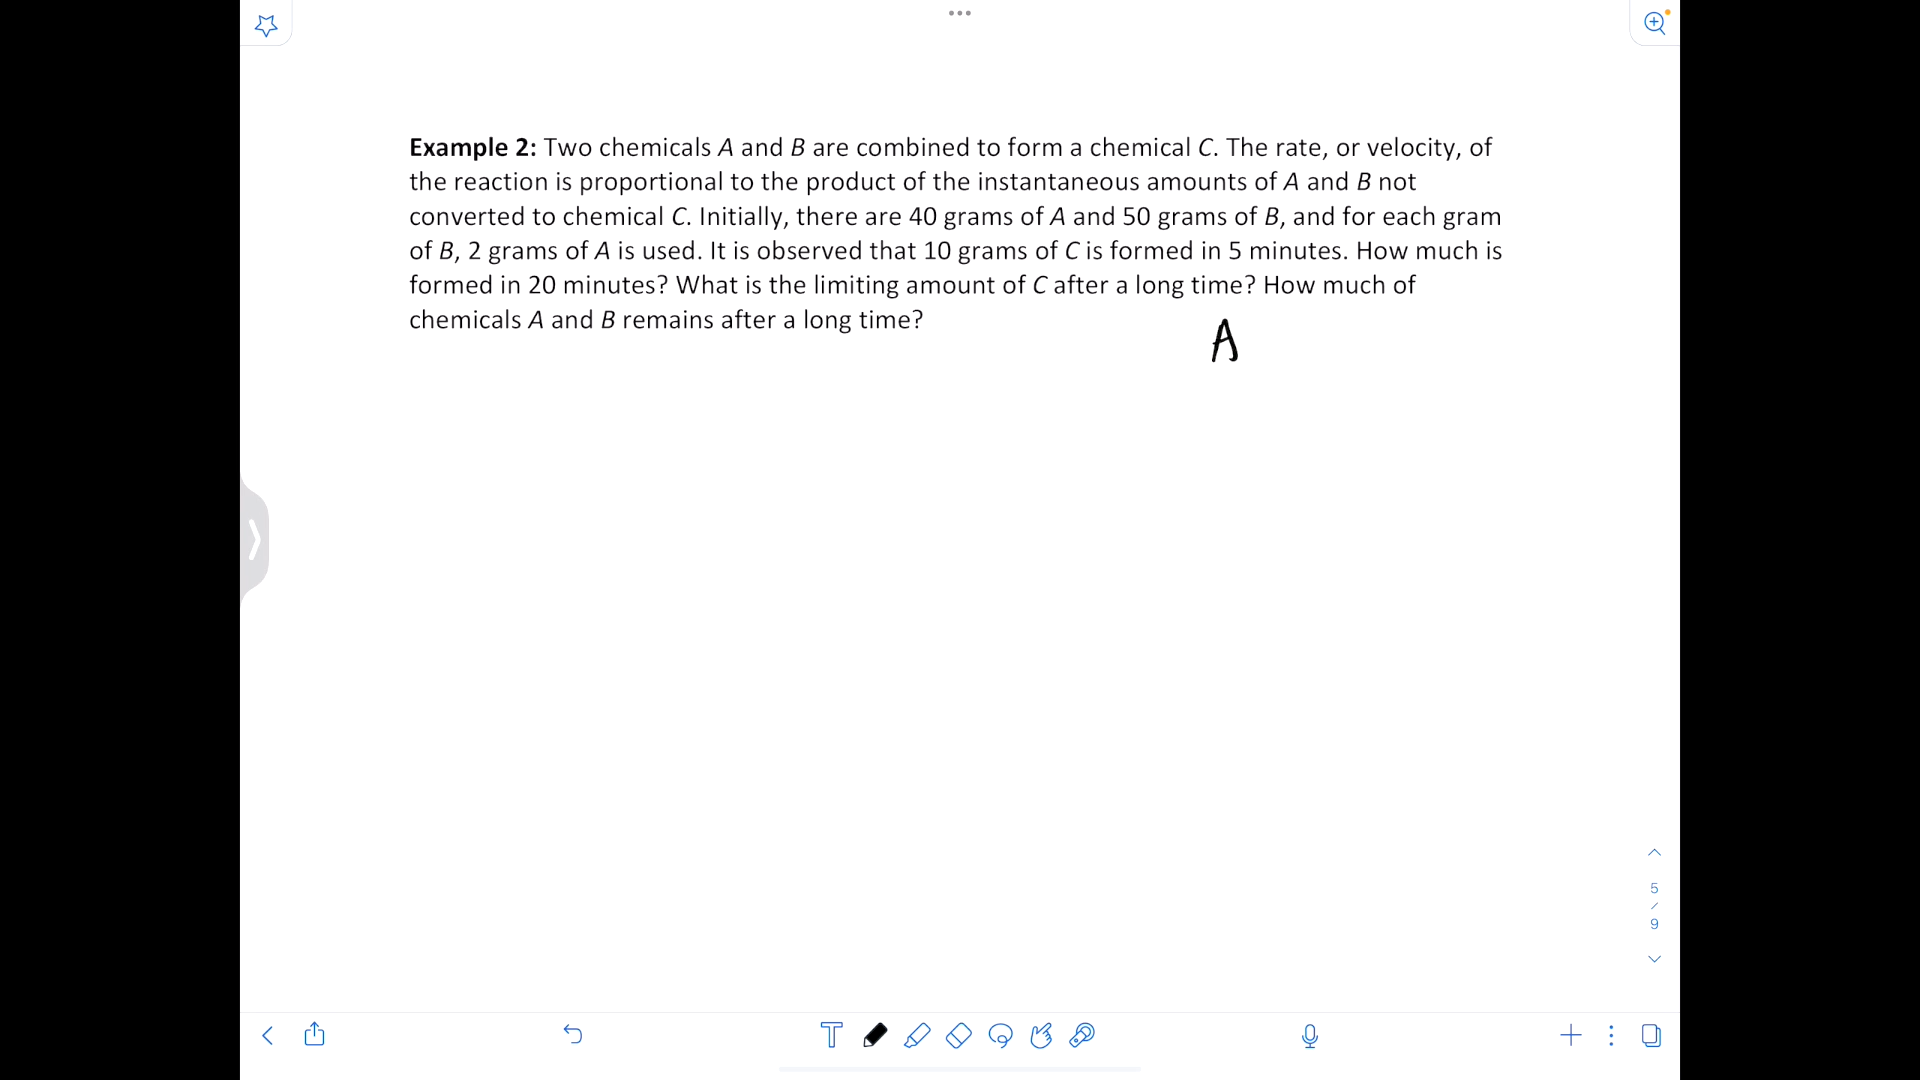 Example 2: Two chemicals A and B are combined to form a chemical C. The rate, or velocity, of
the reaction is proportional to the product of the instantaneous amounts of A and B not
converted to chemical C. Initially, there are 40 grams of A and 50 grams of B, and for each gram
of B, 2 grams of A is used. It is observed that 10 grams of C is formed in 5 minutes. How much is
formed in 20 minutes? What is the limiting amount of C after a long time? How much of
chemicals A and B remains after a long time?
A
5
/
9
T